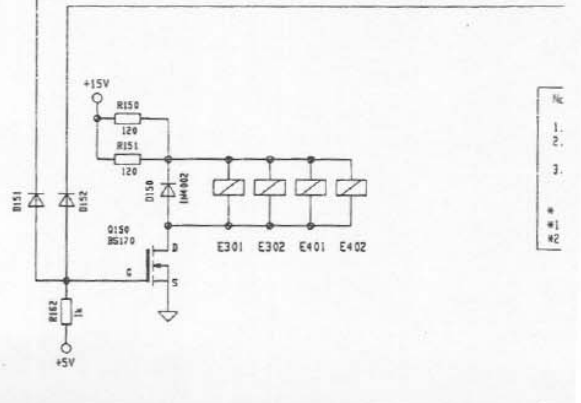 +15V
R150
120
R151
120
D150
1N4002
D151
D152
Q150
BS170
D
G
S
E301
E302
E401
E402
R162
1k
+5V
1.
2.
3.
*
*1
*2